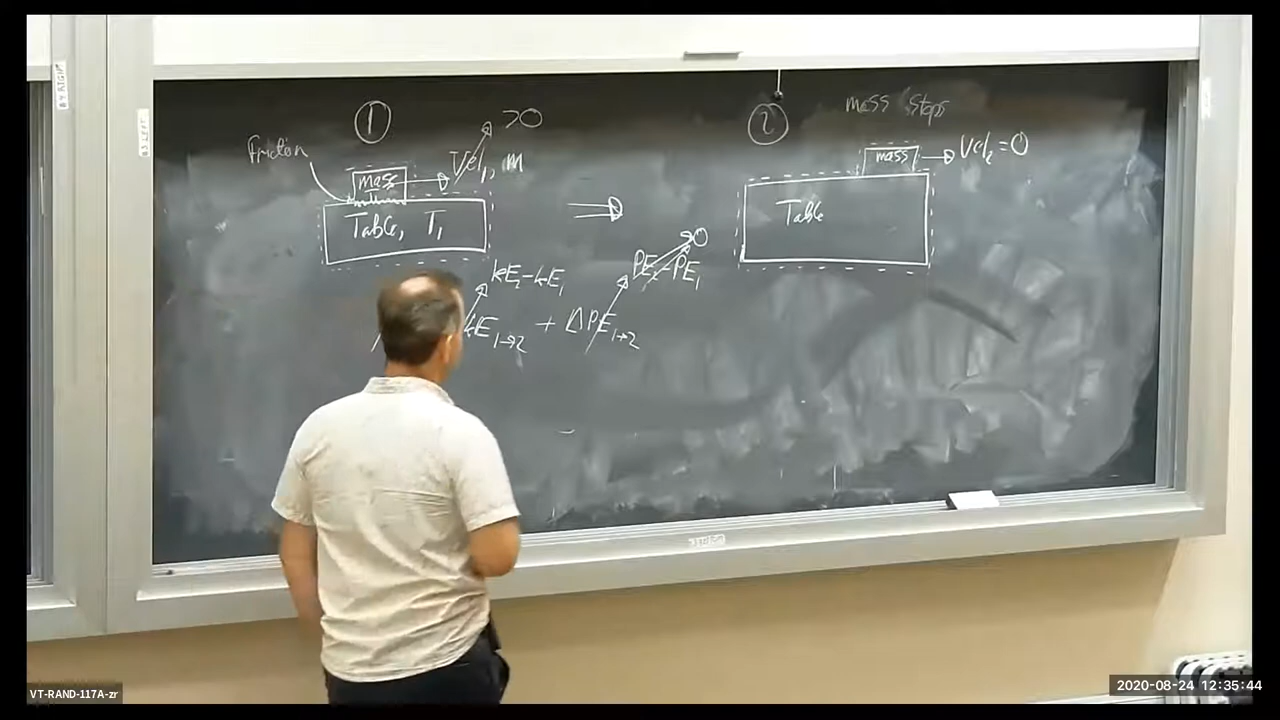 ① >0 ② mass stops
Friction mass Vel₁, m mass Vel₂ = 0
Table, T₁ Table
KE₂-KE₁ PE₂-PE₁ 0
KE₁→₂ + ΔPE₁→₂
VT-RAND-117A-zr
2020-08-24 12:35:44